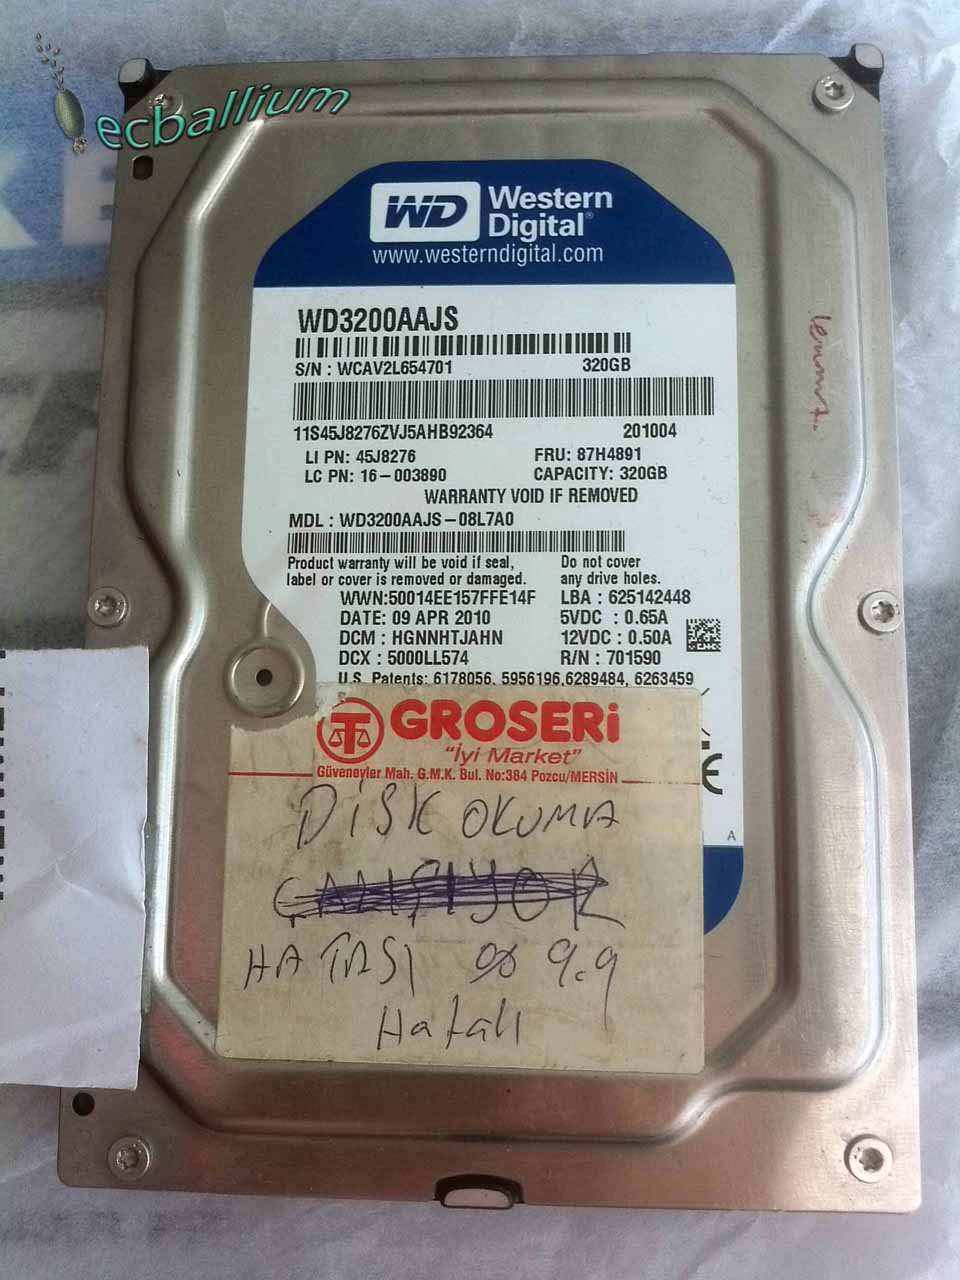 ecballium
WD Western Digital®
www.westerndigital.com
WD3200AAJS
S/N : WCAV2L654701 320GB
11S45J8276ZVJ5AHB92364 201004
LI PN: 45J8276 FRU: 87H4891
LC PN: 16-003890 CAPACITY: 320GB
WARRANTY VOID IF REMOVED
MDL : WD3200AAJS-08L7A0
Product warranty will be void if seal,
label or cover is removed or damaged.
Do not cover
any drive holes.
WWN:50014EE157FFE14F LBA : 625142448
DATE: 09 APR 2010 5VDC : 0.65A
DCM : HGNNHTJAHN 12VDC : 0.50A
DCX : 5000LL574 R/N : 701590
U.S. Patents: 6178056, 5956196,6289484, 6263459
GROSERİ
"İyi Market"
Güvenevler Mah. G.M.K. Bul. No:384 Pozcu/MERSİN
DİSK OKUMA
ÇALIŞIYOR
HATASI % 9.9
Hatalı
CE
A